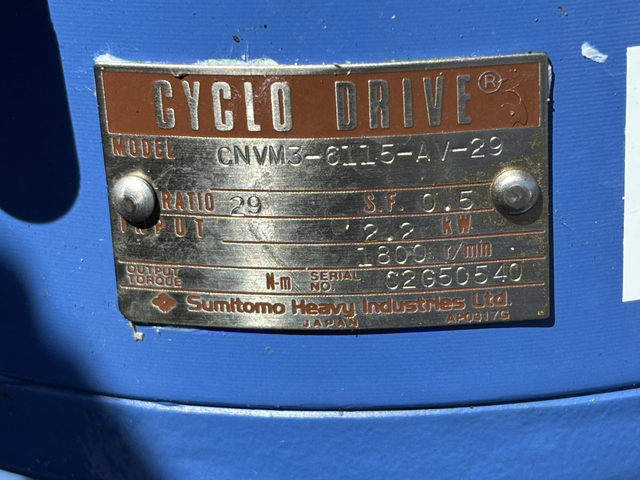 CYCLO DRIVE®
MODEL CNVM3-6115-AV-29
RATIO 29 S.F. 0.5
INPUT 2.2 kW
1800 r/min
OUTPUT TORQUE N-m SERIAL NO. C2G50540
Sumitomo Heavy Industries Ltd.
JAPAN AP0917G